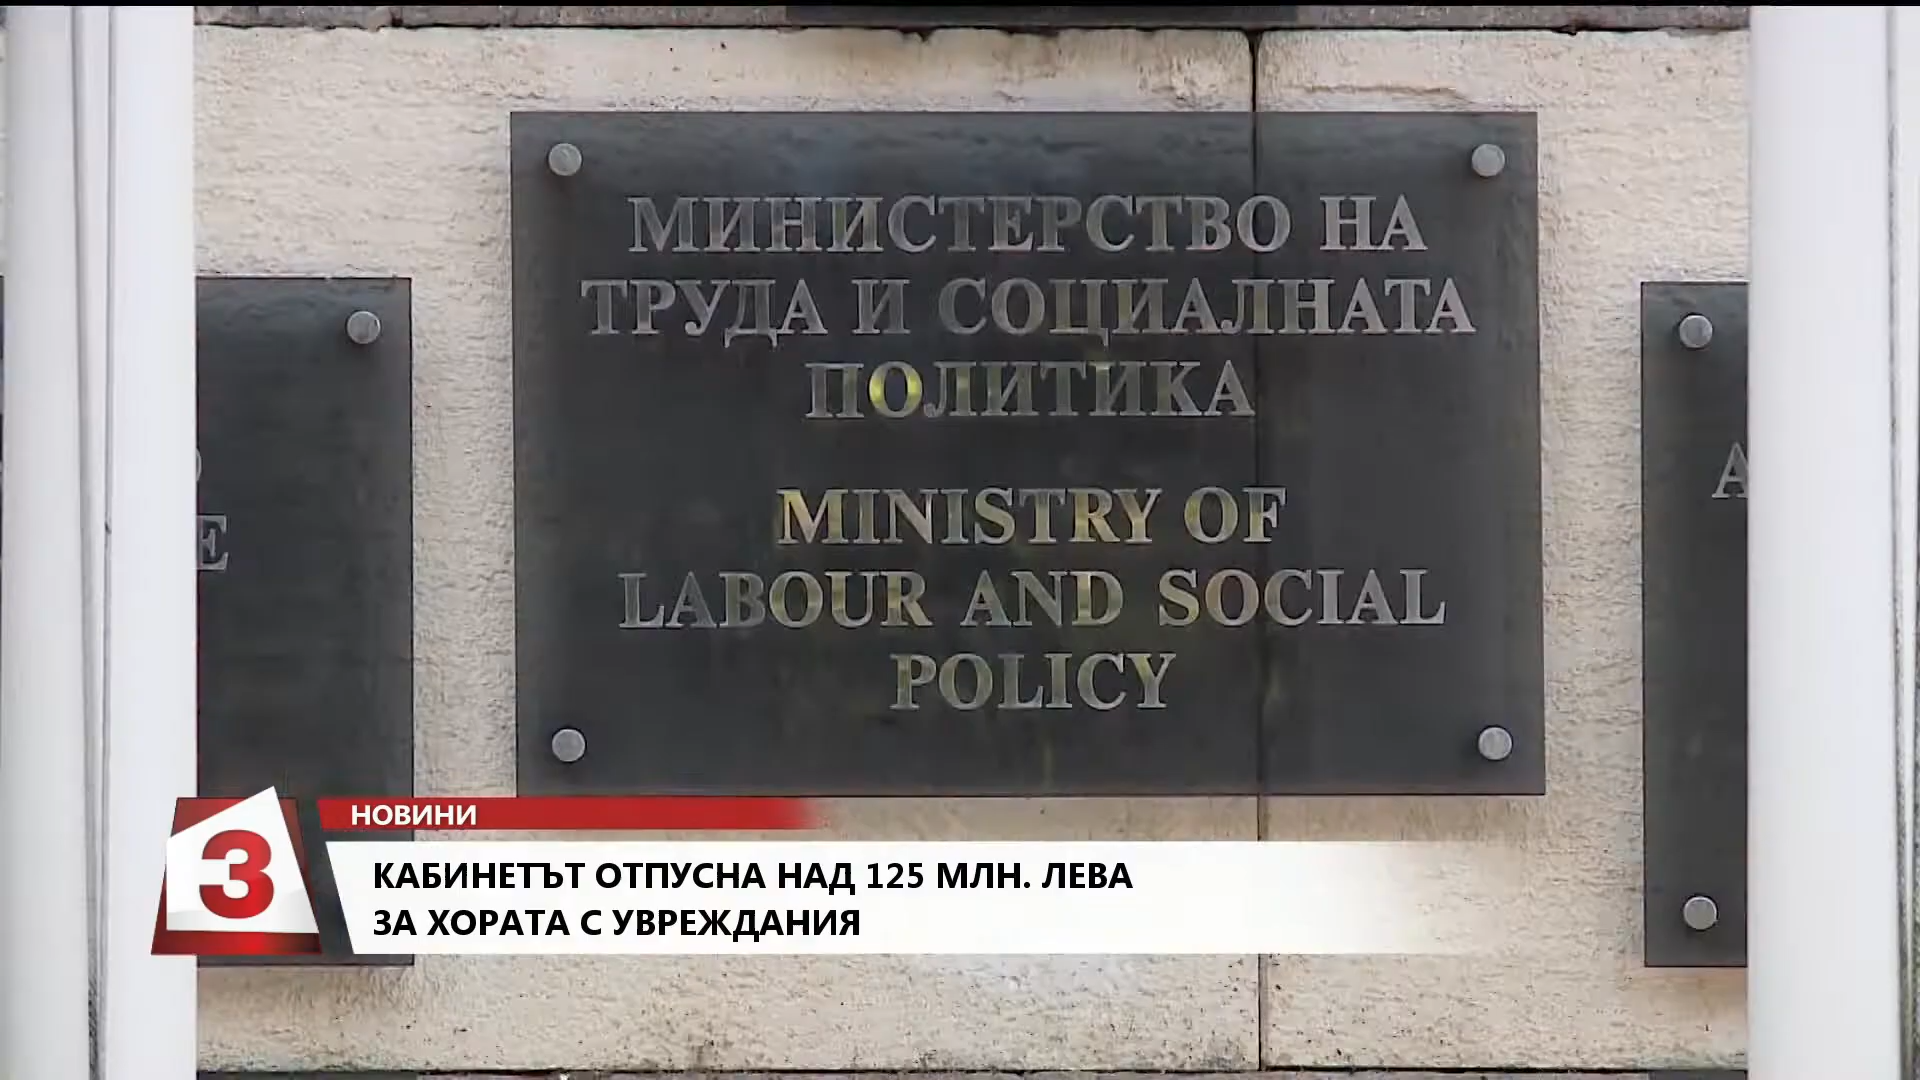 МИНИСТЕРСТВО НА
ТРУДА И СОЦИАЛНАТА
ПОЛИТИКА
MINISTRY OF
LABOUR AND SOCIAL
POLICY
3
НОВИНИ
КАБИНЕТЪТ ОТПУСНА НАД 125 МЛН. ЛЕВА
ЗА ХОРАТА С УВРЕЖДАНИЯ